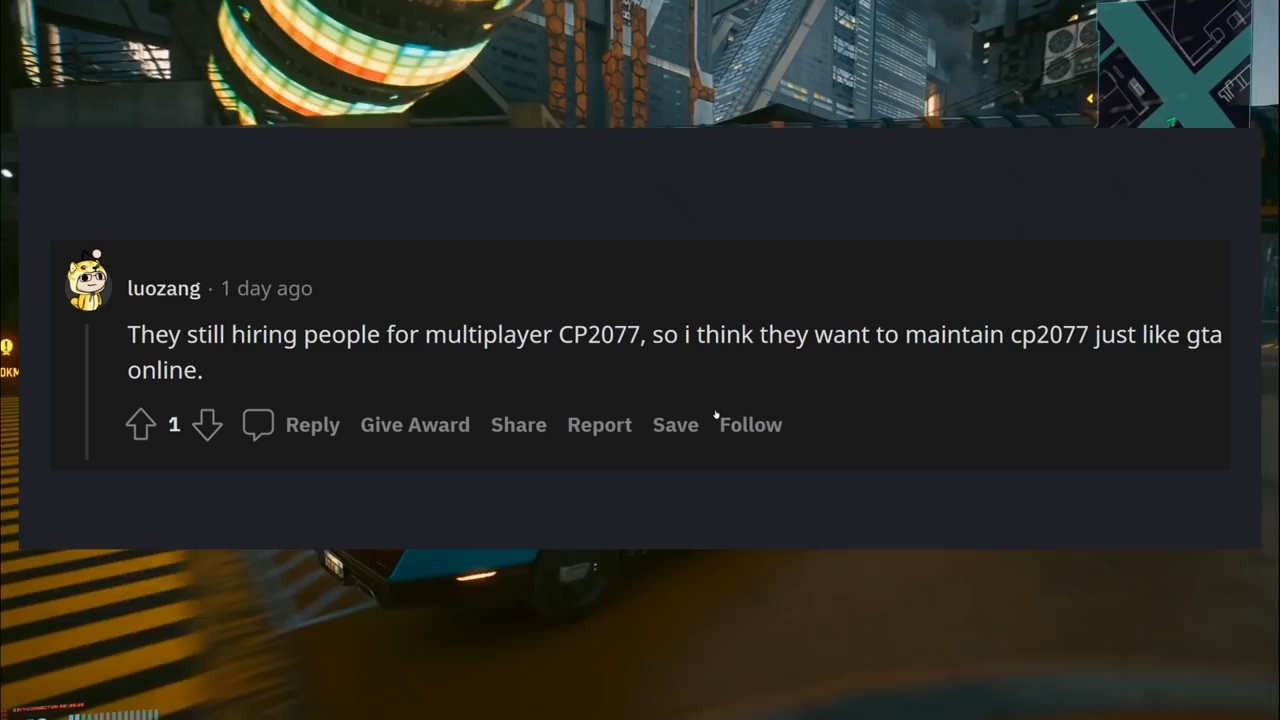 luozang · 1 day ago
They still hiring people for multiplayer CP2077, so i think they want to maintain cp2077 just like gta
online.
1 Reply Give Award Share Report Save Follow